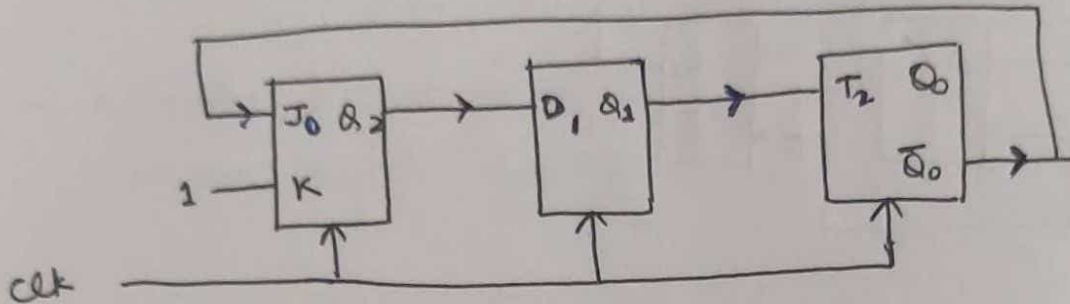 J₀ Q₂ D₁ Q₁ T₂ Q₀
Q̅₀
1 K
clk